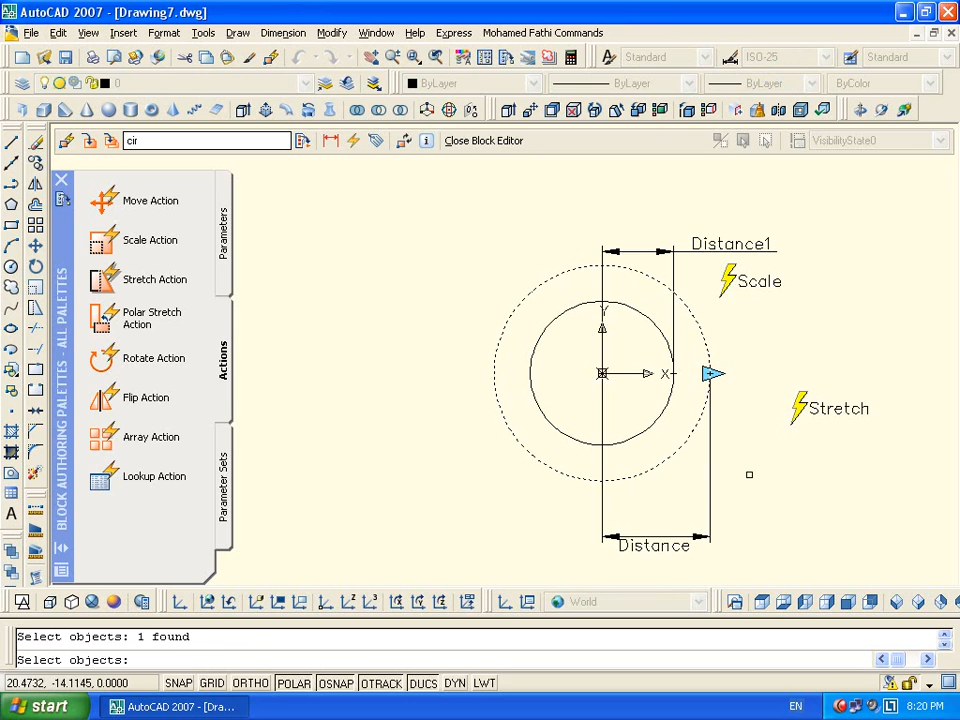 AutoCAD 2007 - [Drawing7.dwg]
File Edit View Insert Format Tools Draw Dimension Modify Window Help Express Mohamed Fathi Commands
Standard ISO-25 Standard
0 ByLayer ByLayer ByLayer ByColor
cir Close Block Editor VisibilityState0
Move Action
Scale Action
Stretch Action
Polar Stretch
Action
Rotate Action
Flip Action
Array Action
Lookup Action
Parameters
Actions
Parameter Sets
BLOCK AUTHORING PALETTES - ALL PALETTES
Distance1
Scale
Y
X
Stretch
Distance
A
World
Select objects: 1 found
Select objects:
20.4732, -14.1145, 0.0000 SNAP GRID ORTHO POLAR OSNAP OTRACK DUCS DYN LWT
start AutoCAD 2007 - [Dra... EN 8:20 PM